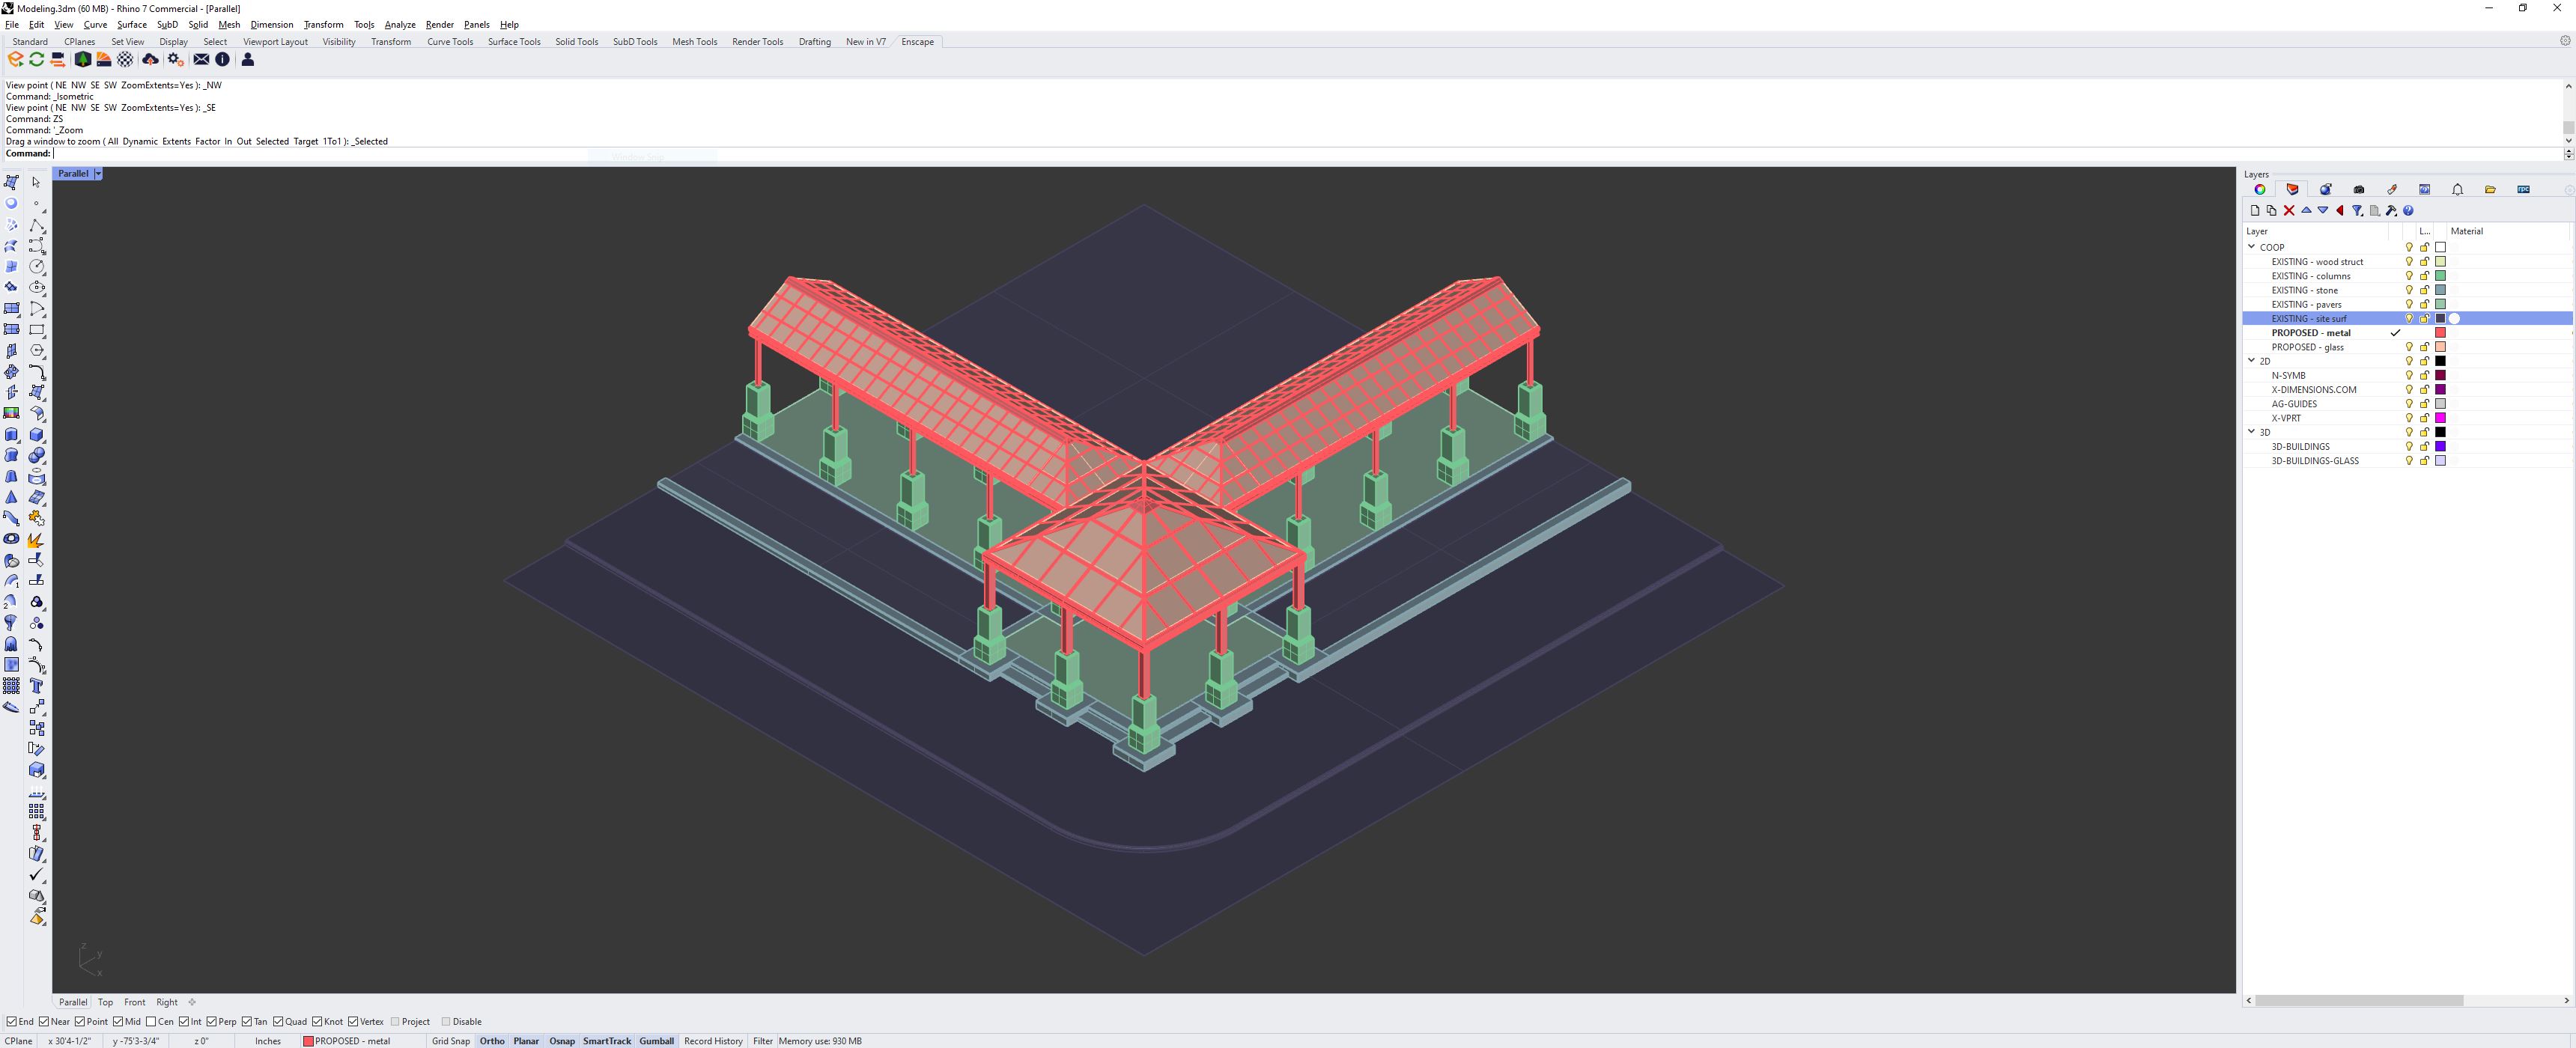 Modeling.3dm (60 MB) - Rhino 7 Commercial - [Parallel]
File Edit View Curve Surface SubD Solid Mesh Dimension Transform Tools Analyze Render Panels Help
Standard CPlanes Set View Display Select Viewport Layout Visibility Transform Curve Tools Surface Tools Solid Tools SubD Tools Mesh Tools Render Tools Drafting New in V7 Enscape
View point ( NE NW SE SW ZoomExtents=Yes ): _NW
Command: _Isometric
View point ( NE NW SE SW ZoomExtents=Yes ): _SE
Command: ZS
Command: '_Zoom
Drag a window to zoom ( All Dynamic Extents Factor In Out Selected Target 1To1 ): _Selected
Command:
Window Snip
Parallel
Layers
rpc
Layer L... Material
COOP
EXISTING - wood struct
EXISTING - columns
EXISTING - stone
EXISTING - pavers
EXISTING - site surf
PROPOSED - metal
PROPOSED - glass
2D
N-SYMB
X-DIMENSIONS.COM
AG-GUIDES
X-VPRT
3D
3D-BUILDINGS
3D-BUILDINGS-GLASS
z
y
x
Parallel Top Front Right
End Near Point Mid Cen Int Perp Tan Quad Knot Vertex Project Disable
CPlane x 30'4-1/2" y -75'3-3/4" z 0" Inches PROPOSED - metal Grid Snap Ortho Planar Osnap SmartTrack Gumball Record History Filter Memory use: 930 MB